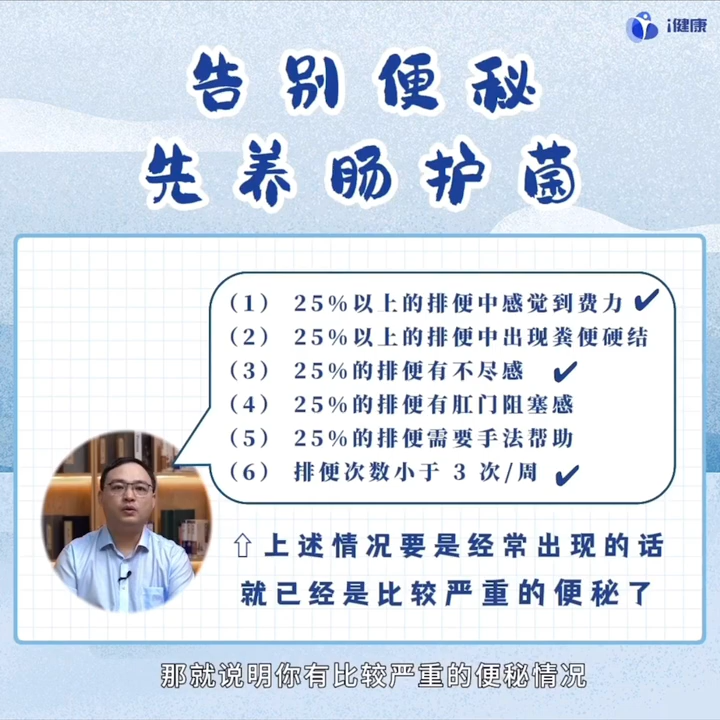 i健康
告别便秘
先养肠护菌
（1） 25%以上的排便中感觉到费力
（2） 25%以上的排便中出现粪便硬结
（3） 25%的排便有不尽感
（4） 25%的排便有肛门阻塞感
（5） 25%的排便需要手法帮助
（6） 排便次数小于 3 次/周
⇧上述情况要是经常出现的话
就已经是比较严重的便秘了
那就说明你有比较严重的便秘情况